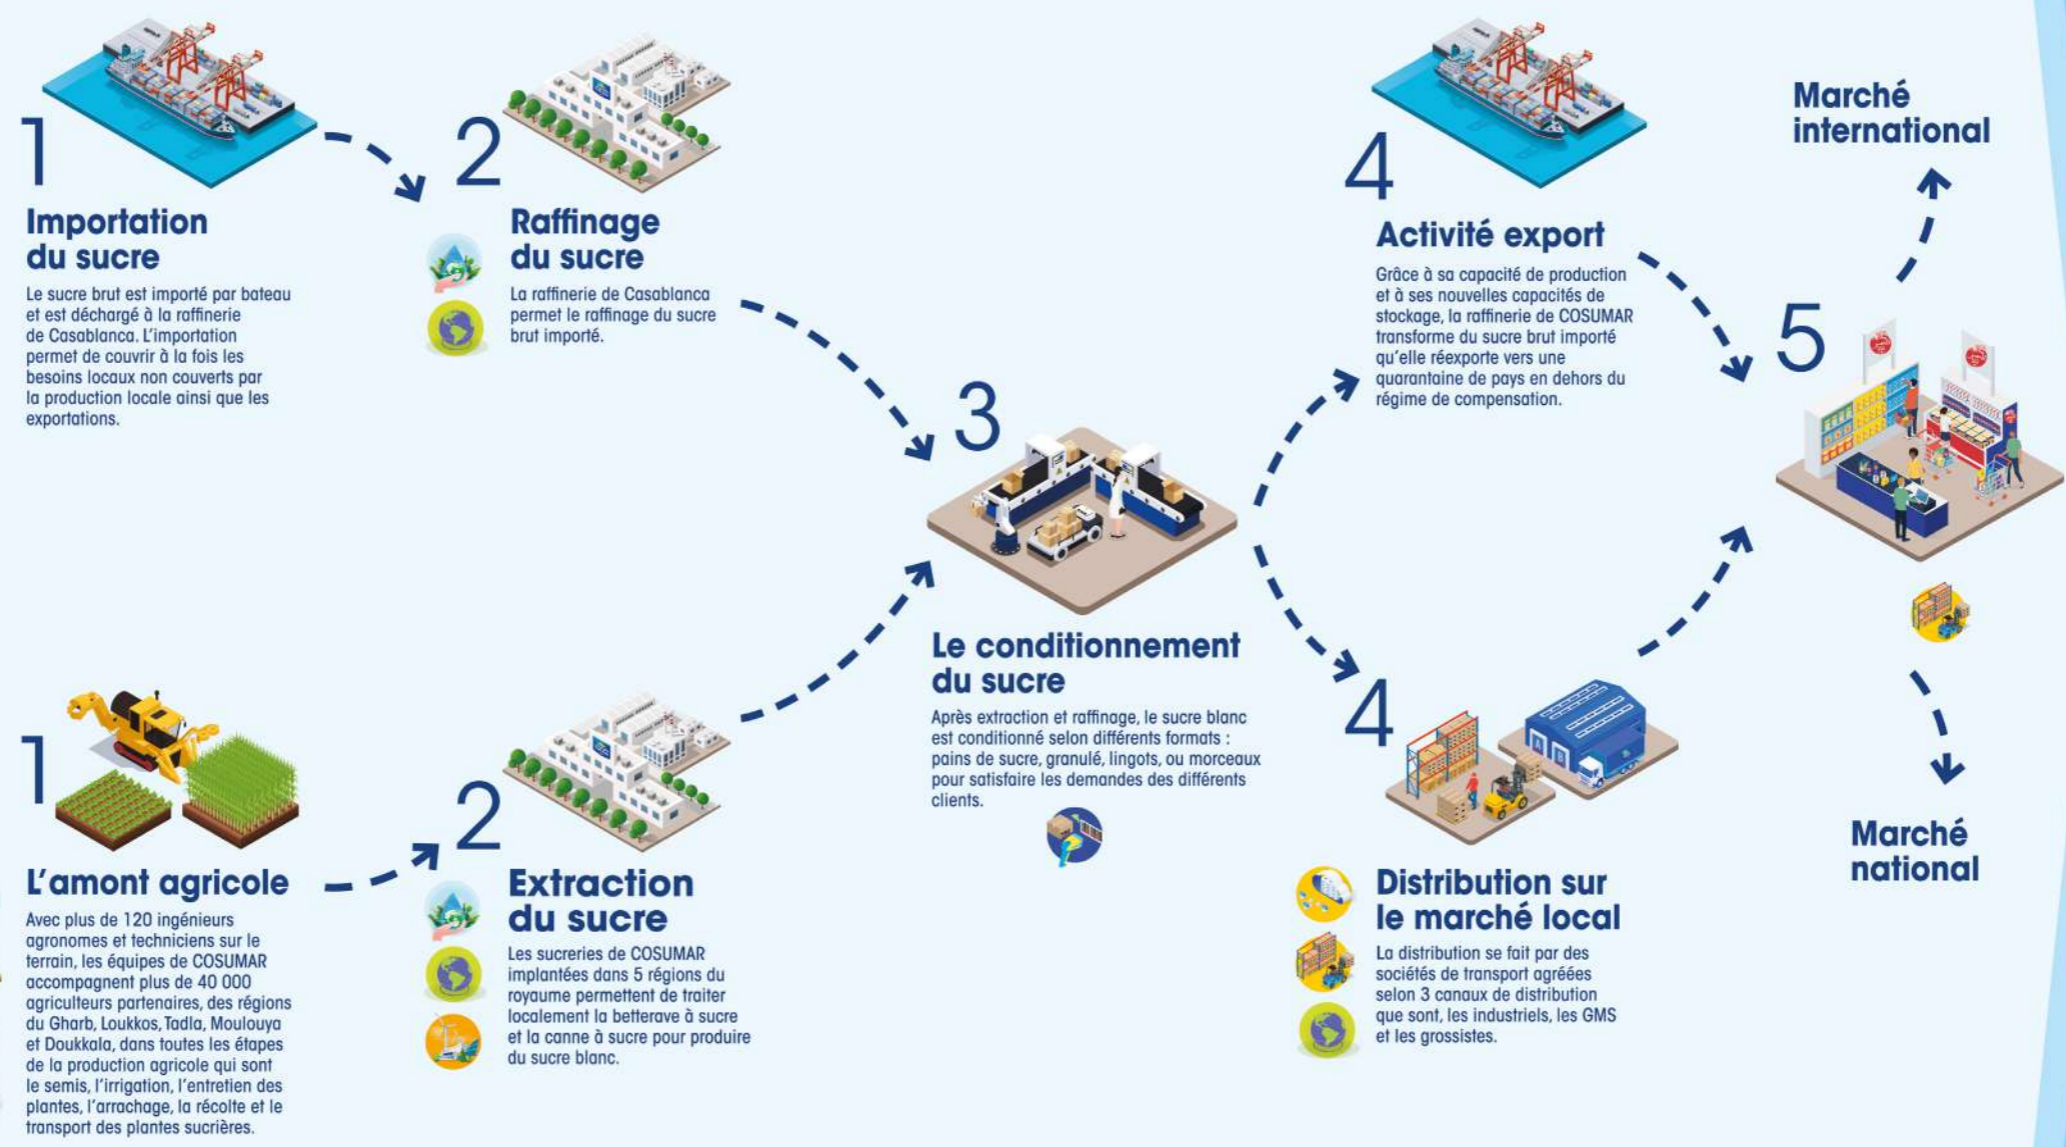 1
Importation
du sucre
Le sucre brut est importé par bateau
et est déchargé à la raffinerie
de Casablanca. L'importation
permet de couvrir à la fois les
besoins locaux non couverts par
la production locale ainsi que les
exportations.
2
Raffinage
du sucre
La raffinerie de Casablanca
permet le raffinage du sucre
brut importé.
1
L'amont agricole
Avec plus de 120 ingénieurs
agronomes et techniciens sur le
terrain, les équipes de COSUMAR
accompagnent plus de 40 000
agriculteurs partenaires, des régions
du Gharb, Loukkos, Tadla, Moulouya
et Doukkala, dans toutes les étapes
de la production agricole qui sont
le semis, l'irrigation, l'entretien des
plantes, l'arrachage, la récolte et le
transport des plantes sucrières.
2
Extraction
du sucre
Les sucreries de COSUMAR
implantées dans 5 régions du
royaume permettent de traiter
localement la betterave à sucre
et la canne à sucre pour produire
du sucre blanc.
3
Le conditionnement
du sucre
Après extraction et raffinage, le sucre blanc
est conditionné selon différents formats :
pains de sucre, granulé, lingots, ou morceaux
pour satisfaire les demandes des différents
clients.
4
Activité export
Grâce à sa capacité de production
et à ses nouvelles capacités de
stockage, la raffinerie de COSUMAR
transforme du sucre brut importé
qu'elle réexporte vers une
quarantaine de pays en dehors du
régime de compensation.
4
Distribution sur
le marché local
La distribution se fait par des
sociétés de transport agréées
selon 3 canaux de distribution
que sont, les industriels, les GMS
et les grossistes.
5
Marché
international
Marché
national